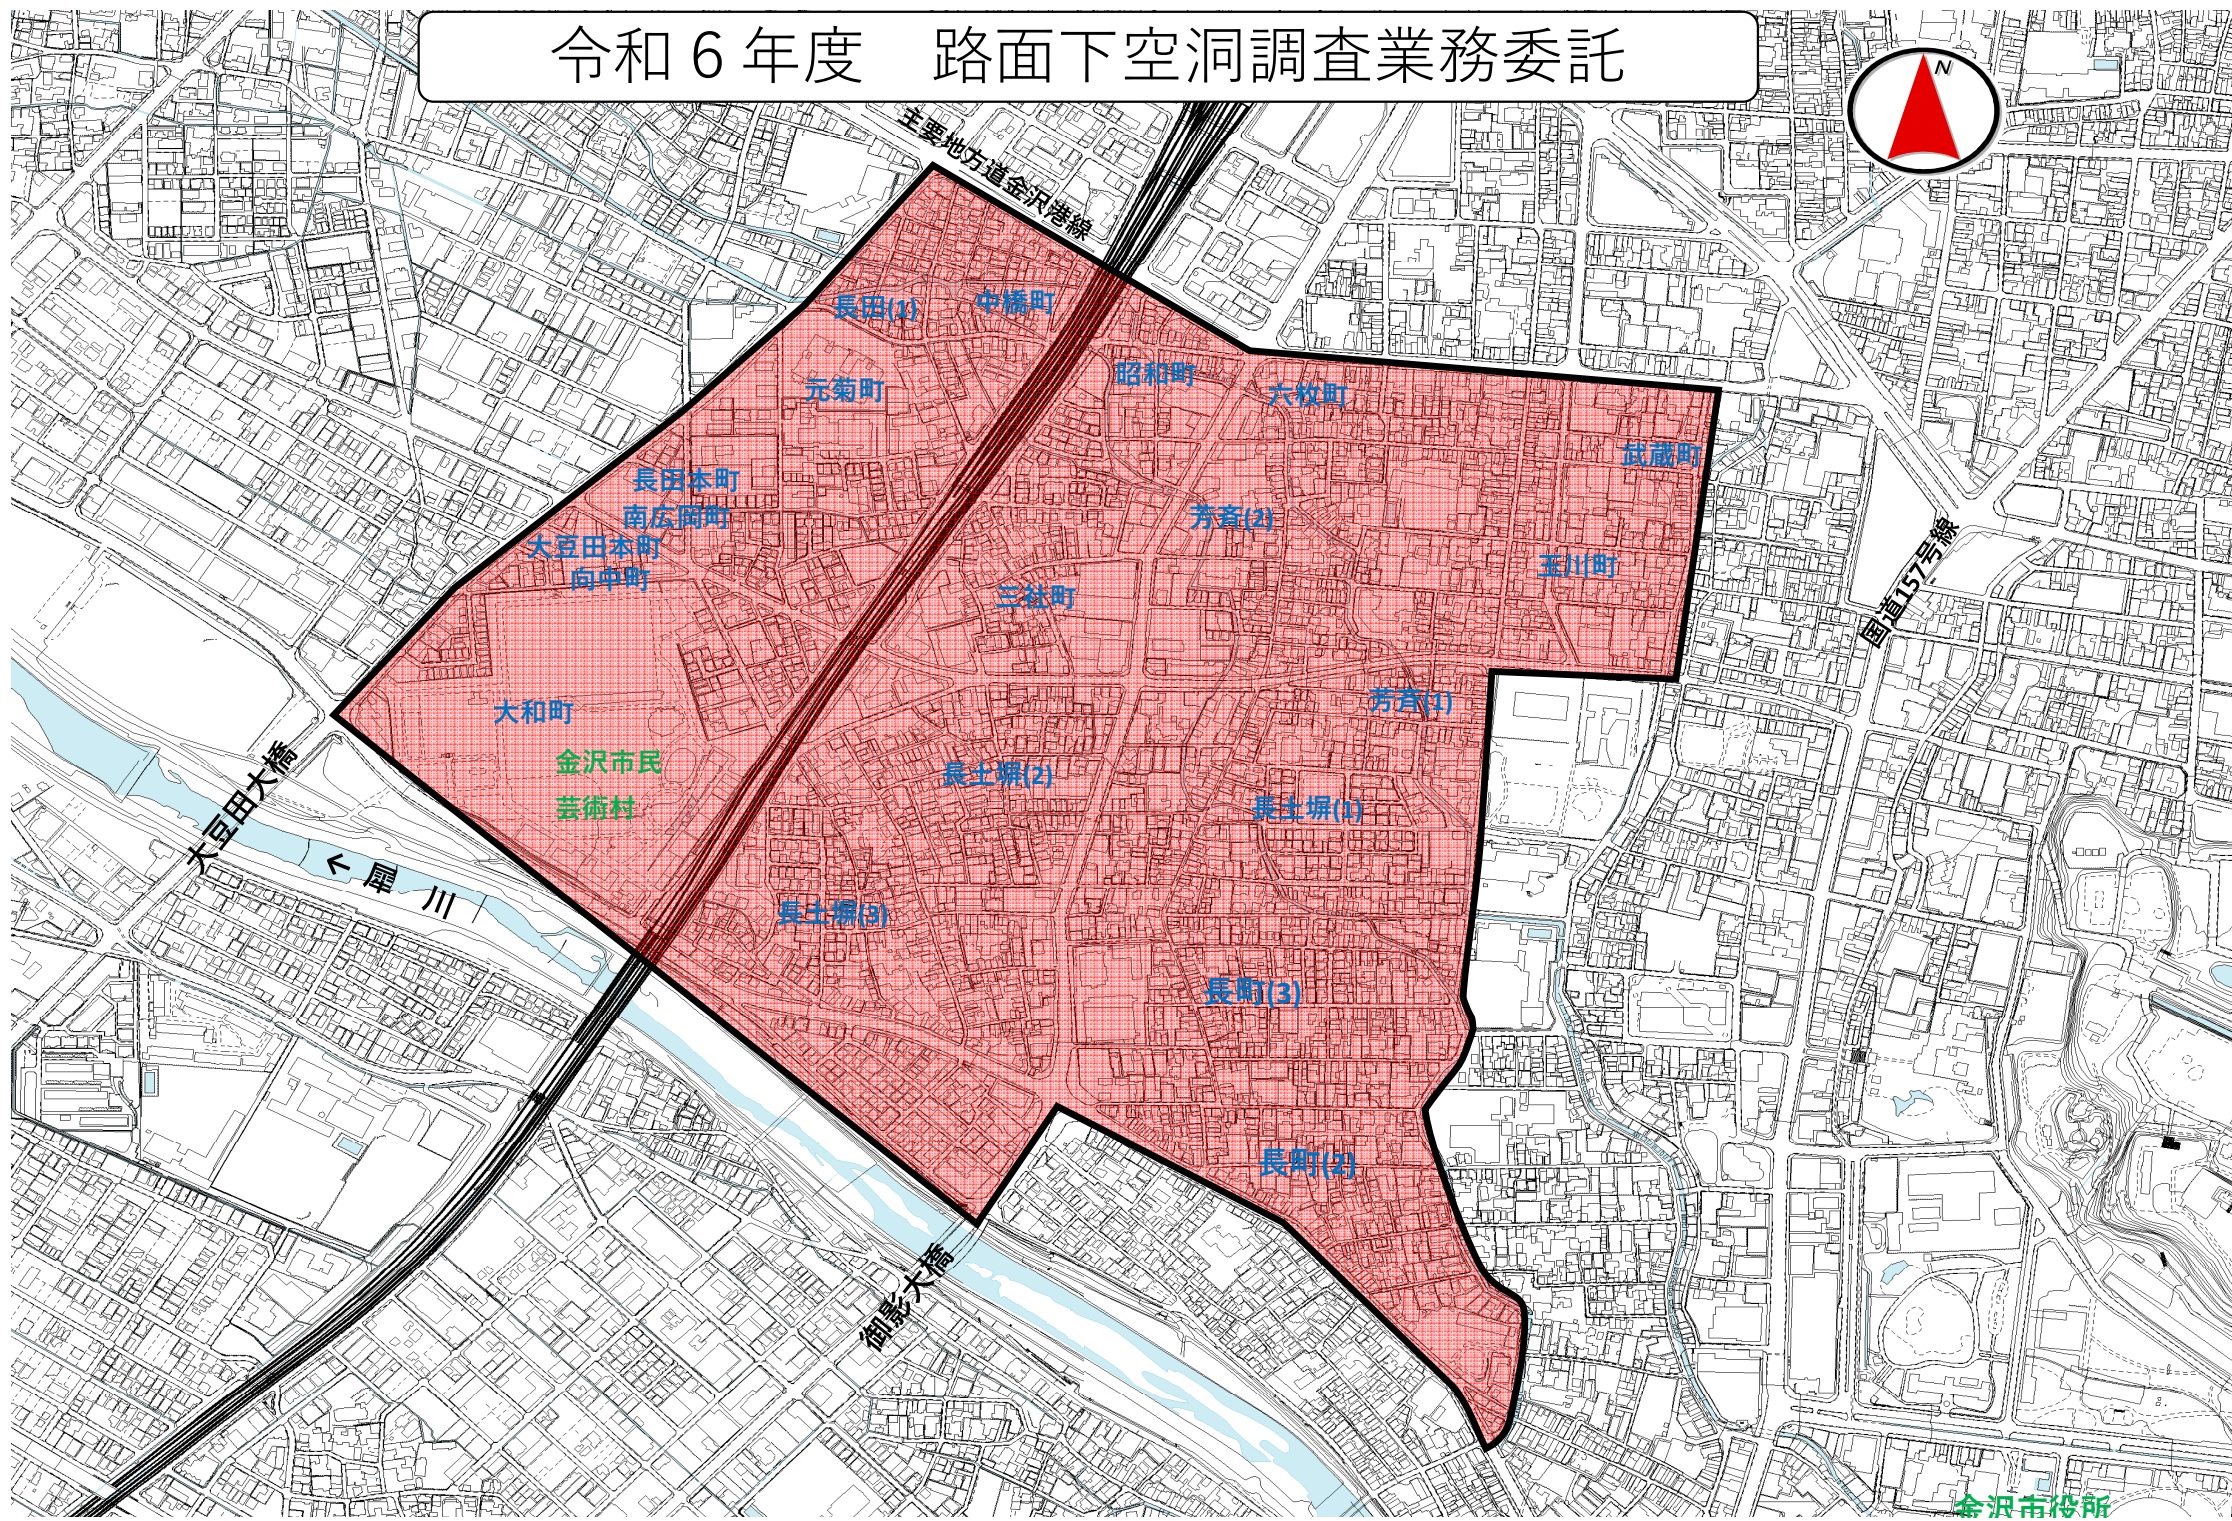 令和６年度　路面下空洞調査業務委託
N
主要地方道金沢港線
長田(1)
中橋町
元菊町
昭和町
六枚町
武蔵町
長田本町
南広岡町
芳斉(2)
大豆田本町
向中町
玉川町
三社町
国道157号線
芳斉(1)
大和町
金沢市民
芸術村
長土塀(2)
長土塀(1)
大豆田大橋
←犀川
長土塀(3)
長町(3)
長町(2)
御影大橋
金沢市役所